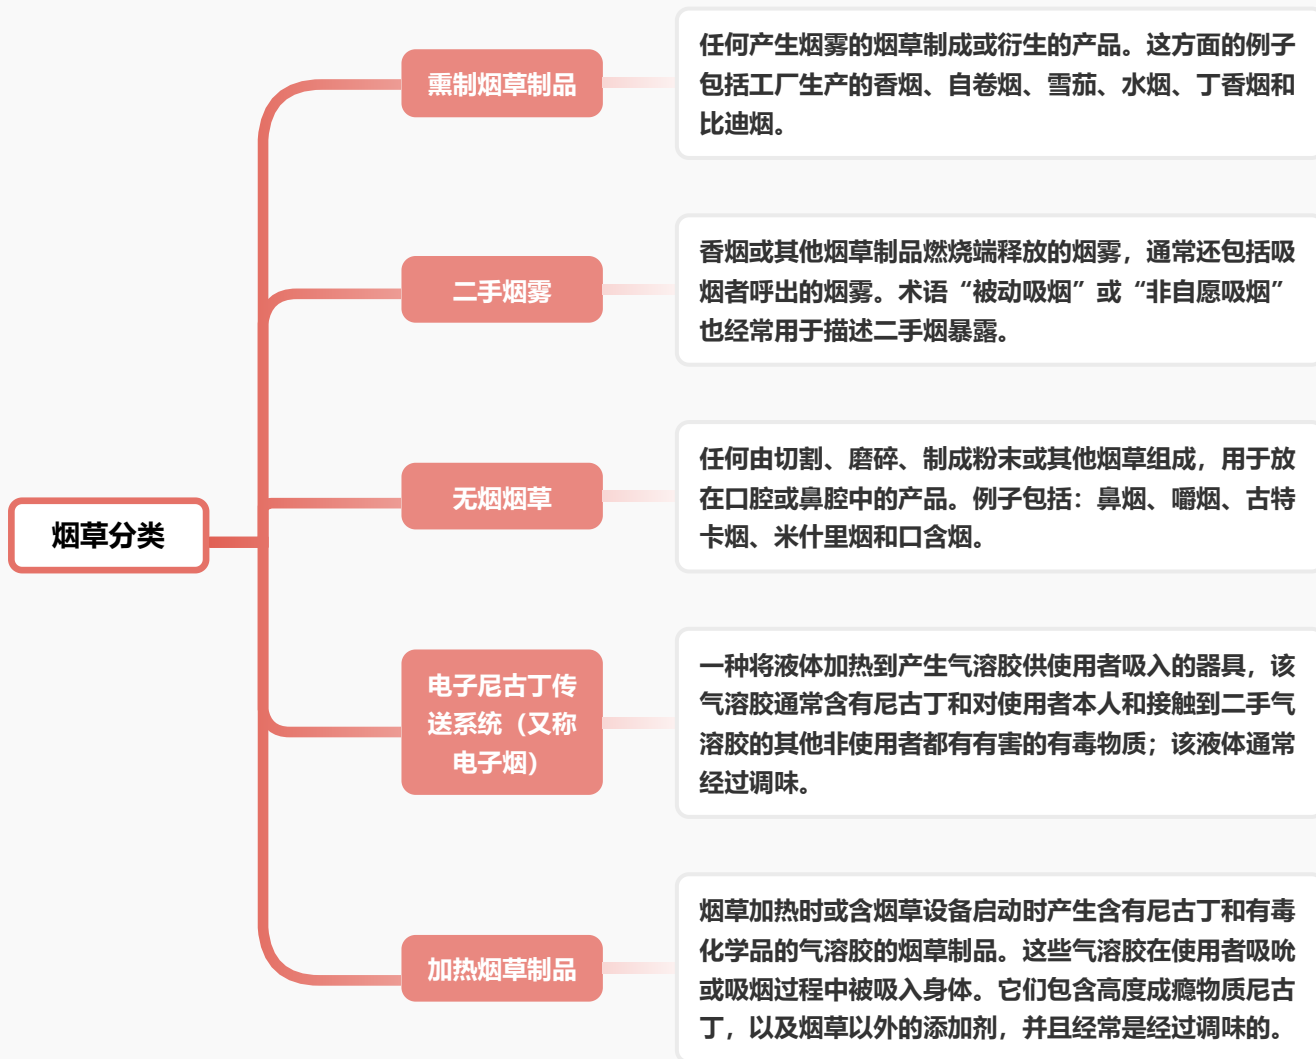 烟草分类
熏制烟草制品
任何产生烟雾的烟草制成或衍生的产品。这方面的例子
包括工厂生产的香烟、自卷烟、雪茄、水烟、丁香烟和
比迪烟。
二手烟雾
香烟或其他烟草制品燃烧端释放的烟雾，通常还包括吸
烟者呼出的烟雾。术语“被动吸烟”或“非自愿吸烟”
也经常用于描述二手烟暴露。
无烟烟草
任何由切割、磨碎、制成粉末或其他烟草组成，用于放
在口腔或鼻腔中的产品。例子包括：鼻烟、嚼烟、古特
卡烟、米什里烟和口含烟。
电子尼古丁传
送系统（又称
电子烟）
一种将液体加热到产生气溶胶供使用者吸入的器具，该
气溶胶通常含有尼古丁和对使用者本人和接触到二手气
溶胶的其他非使用者都有有害的有毒物质；该液体通常
经过调味。
加热烟草制品
烟草加热时或含烟草设备启动时产生含有尼古丁和有毒
化学品的气溶胶的烟草制品。这些气溶胶在使用者吸吮
或吸烟过程中被吸入身体。它们包含高度成瘾物质尼古
丁，以及烟草以外的添加剂，并且经常是经过调味的。